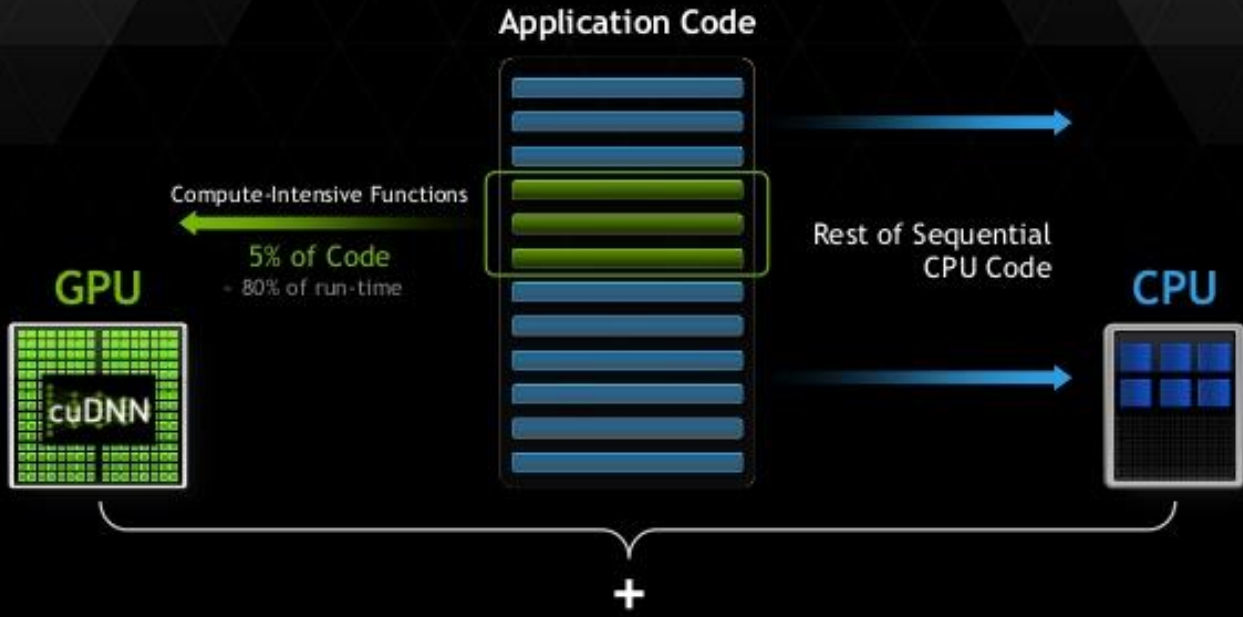 Application Code
Compute-Intensive Functions
5% of Code
- 80% of run-time
GPU
cuDNN
Rest of Sequential
CPU Code
CPU
+